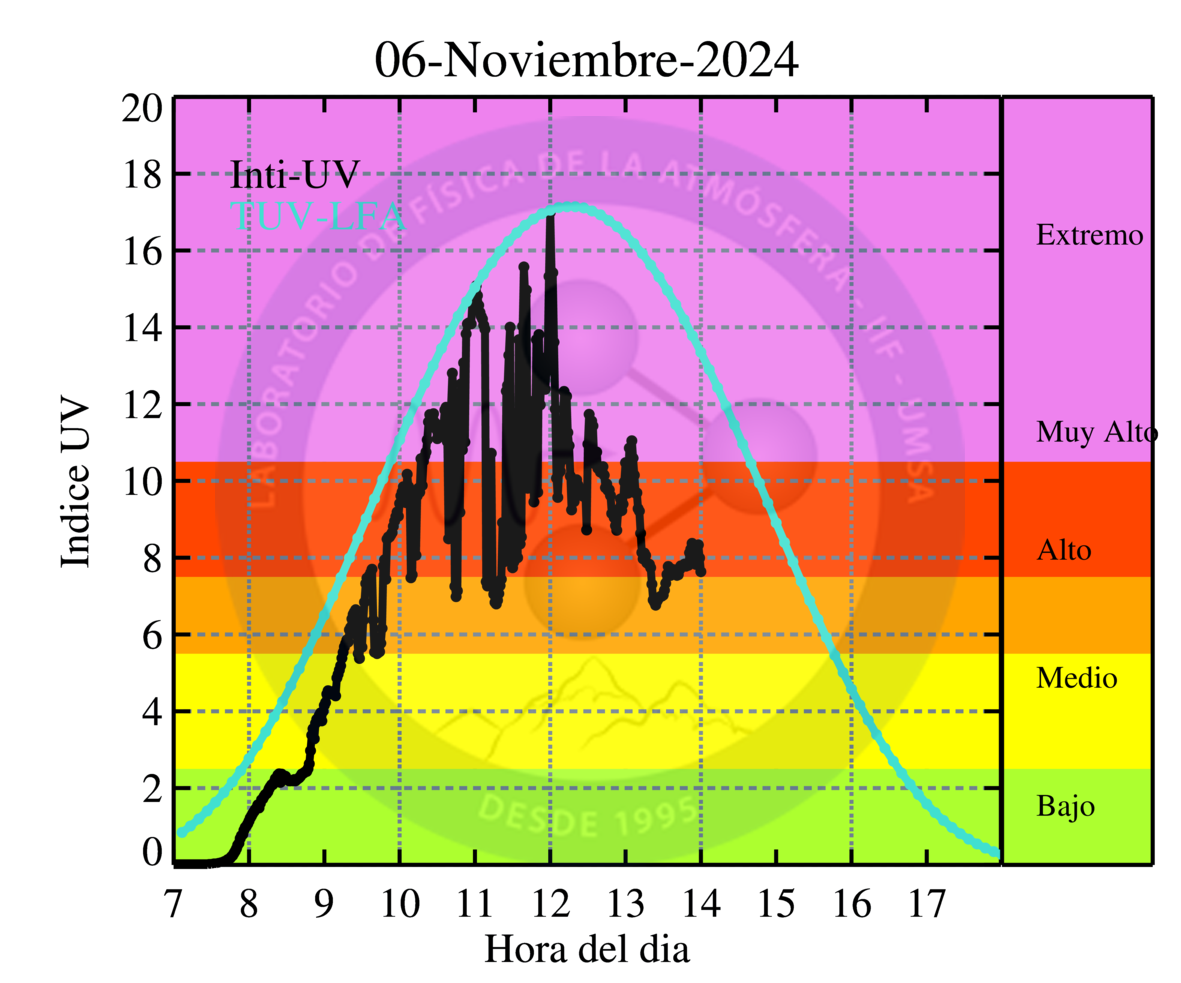 06-Noviembre-2024
20
18
16
14
12
10
8
6
4
2
0
Indice UV
Inti-UV
TUV-LFA
LABORATORIO DE FÍSICA DE LA ATMÓSFERA - IIF - UMSA
DESDE 1995
Extremo
Muy Alto
Alto
Medio
Bajo
7 8 9 10 11 12 13 14 15 16 17
Hora del dia